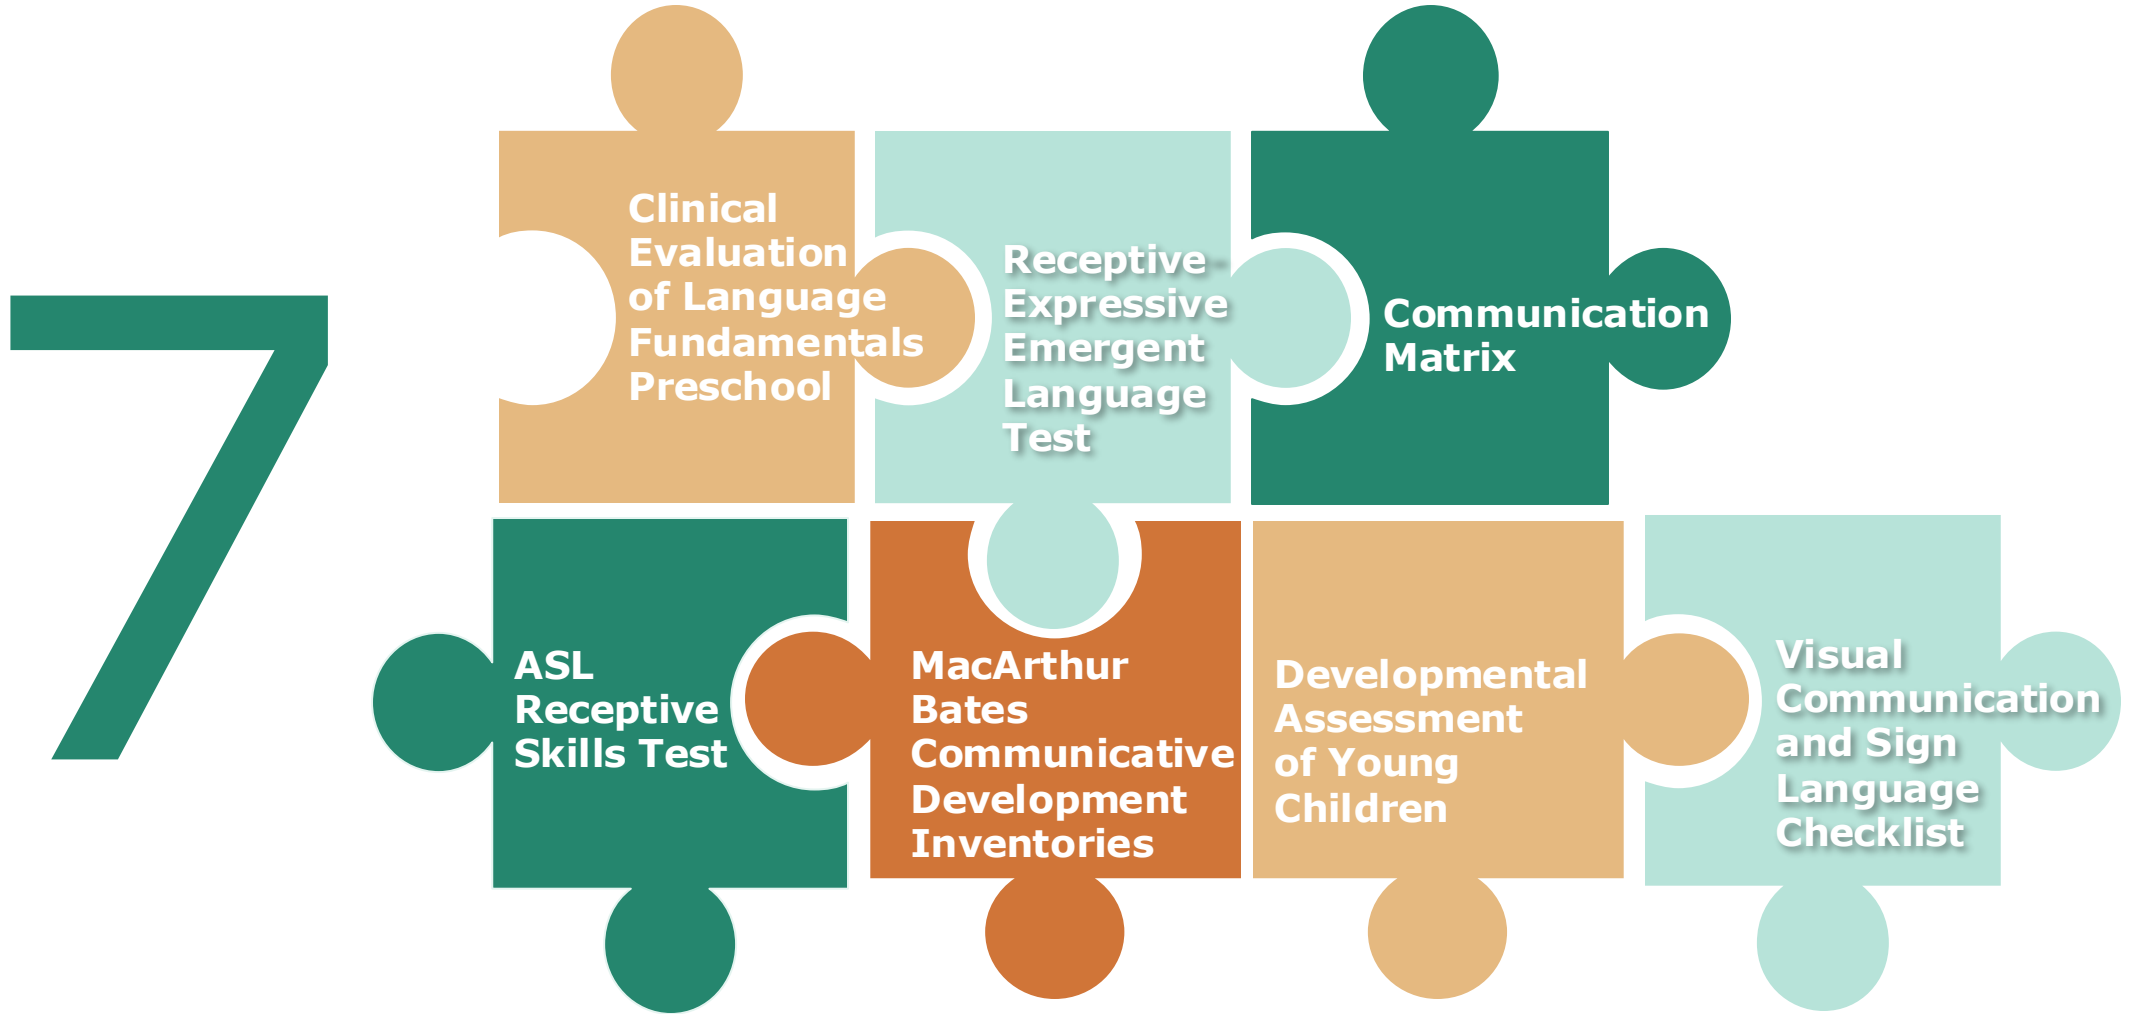 7
Clinical
Evaluation
of Language
Fundamentals
Preschool
Receptive-
Expressive
Emergent
Language
Test
Communication
Matrix
ASL
Receptive
Skills Test
MacArthur
Bates
Communicative
Development
Inventories
Developmental
Assessment
of Young
Children
Visual
Communication
and Sign
Language
Checklist